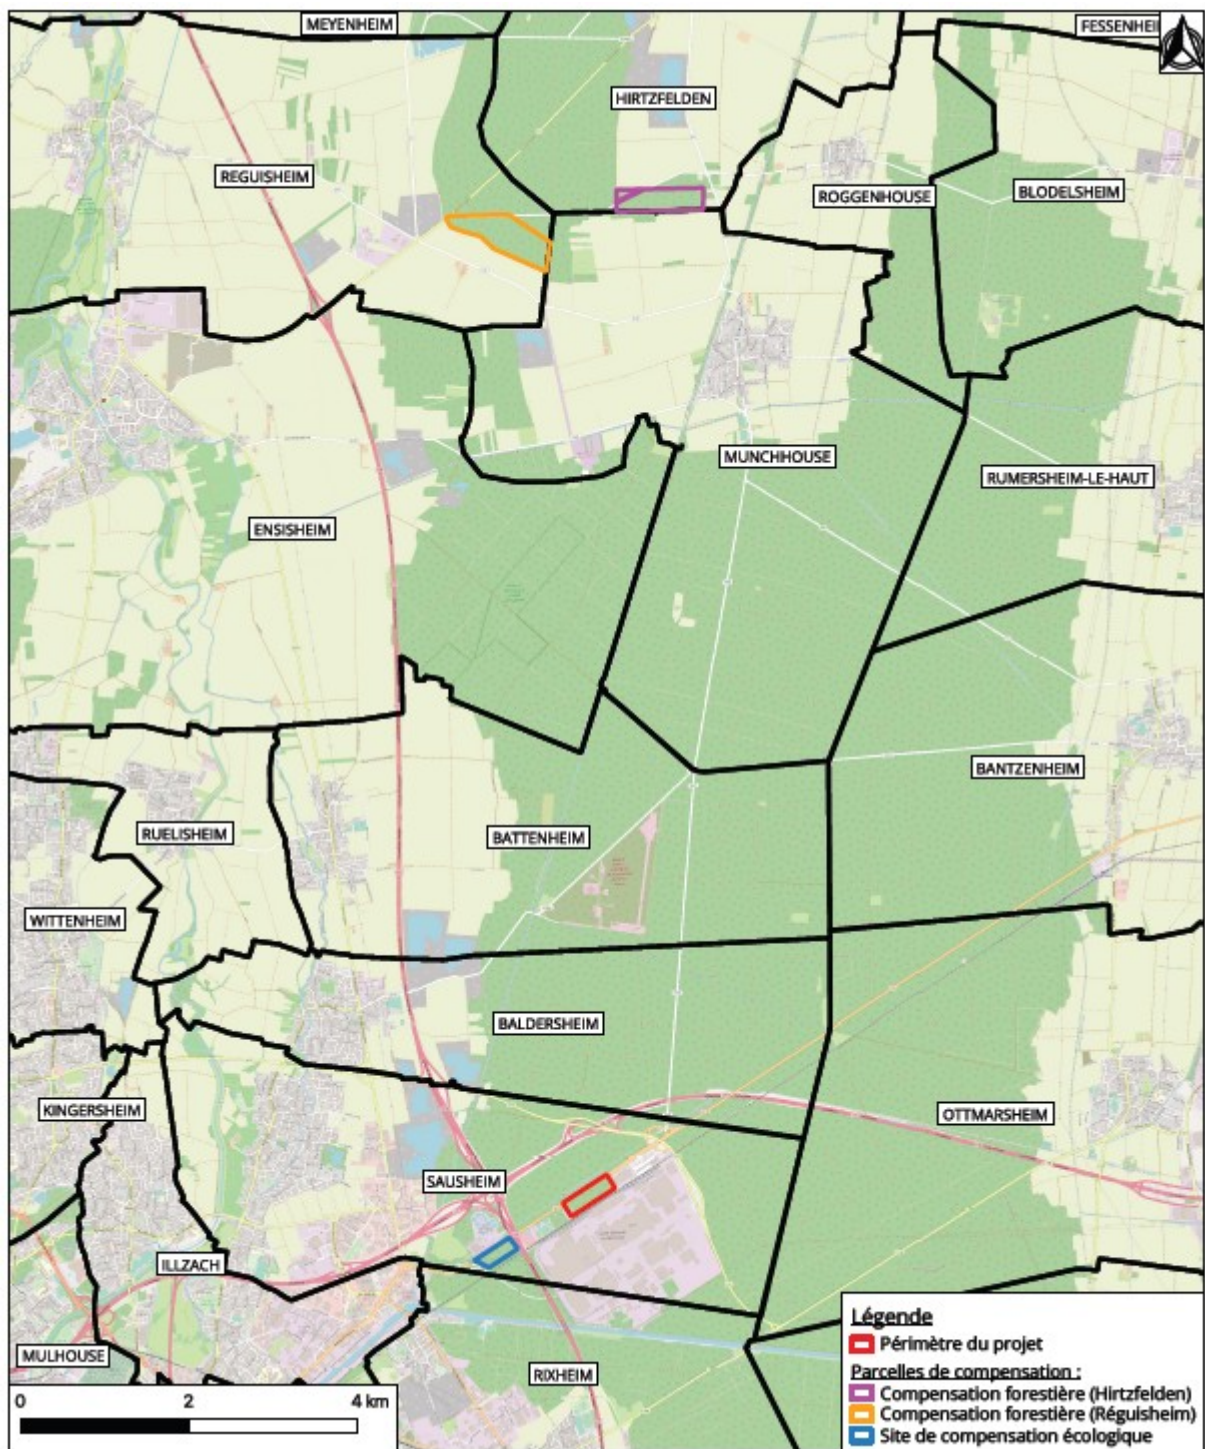 MEYENHEIM
FESSENHEI
HIRTZFELDEN
REGUISHEIM
ROGGENHOUSE
BLODELSHEIM
MUNCHHOUSE
RUMERSHEIM-LE-HAUT
ENSISHEIM
BANTZENHEIM
RUELISHEIM
BATTENHEIM
WITTENHEIM
BALDERSHEIM
KINGERSHEIM
OTTMARSHEIM
SAUSHEIM
ILLZACH
MULHOUSE
RIXHEIM
0 2 4 km
Légende
Périmètre du projet
Parcelles de compensation :
Compensation forestière (Hirtzfelden)
Compensation forestière (Réguisheim)
Site de compensation écologique